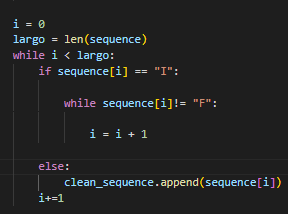 i = 0
largo = len(sequence)
while i < largo:
    if sequence[i] == "I":
        while sequence[i]!= "F":
            i = i + 1
    else:
        clean_sequence.append(sequence[i])
    i+=1